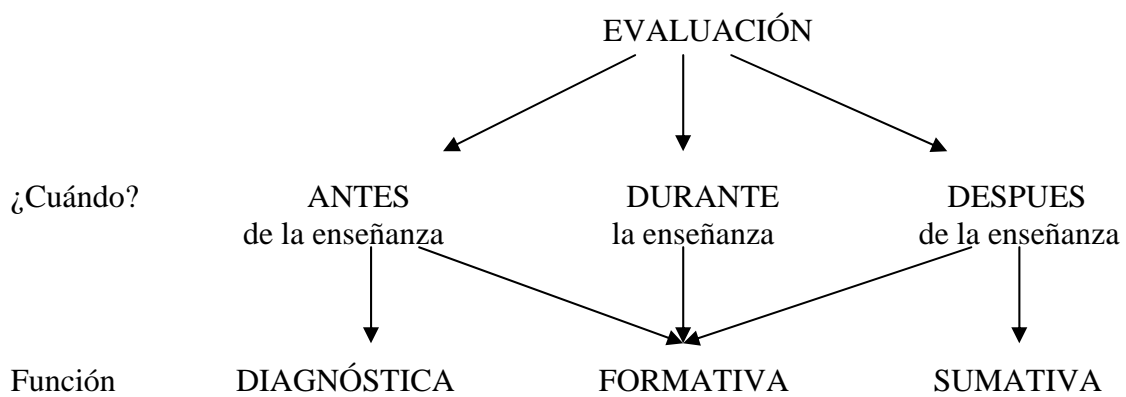 EVALUACIÓN
¿Cuándo? ANTES DURANTE DESPUES
de la enseñanza la enseñanza de la enseñanza
Función DIAGNÓSTICA FORMATIVA SUMATIVA